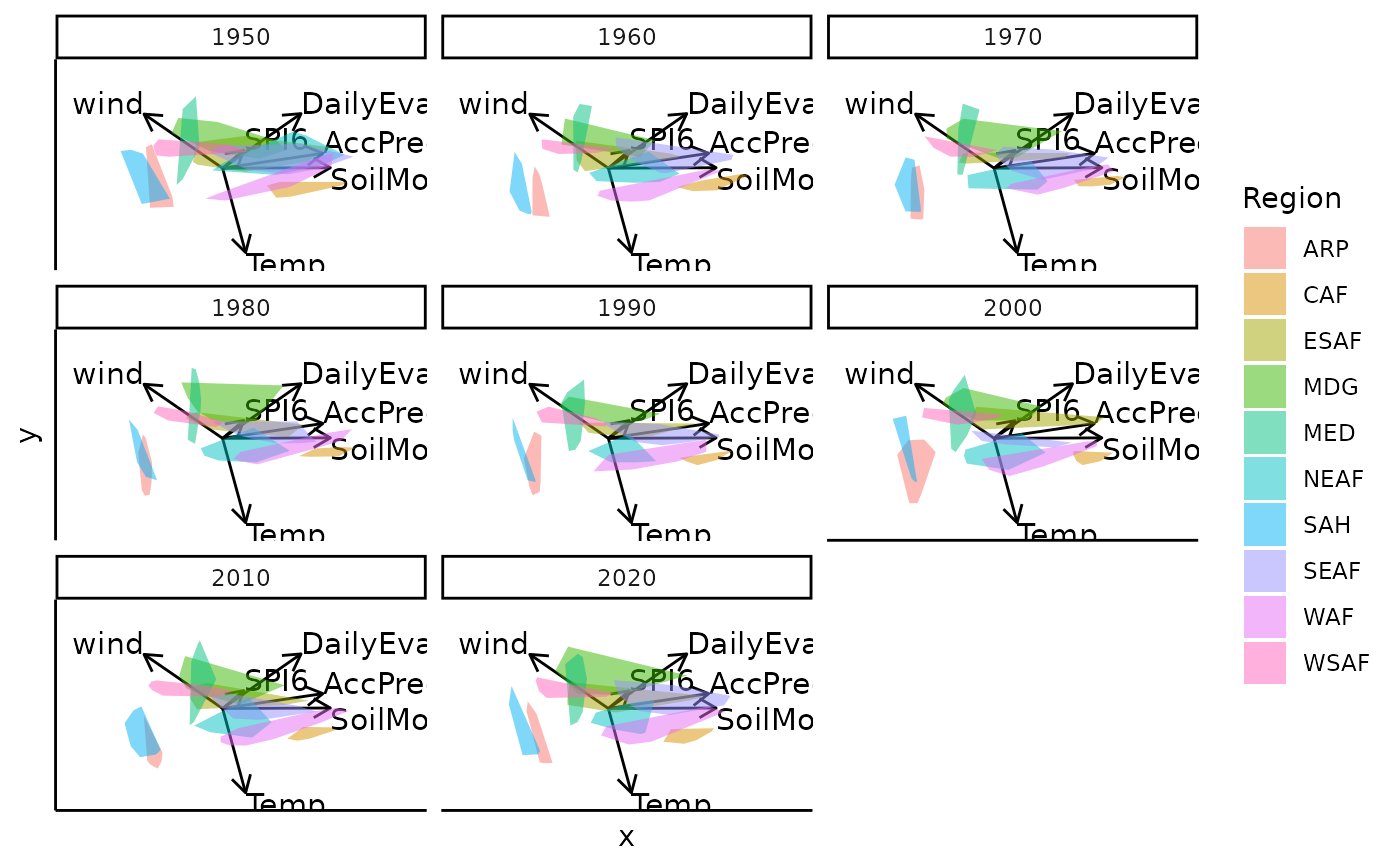 1950 1960 1970
wind DailyEva wind DailyEva wind DailyEva
SPI6 AccPre SPI6 AccPre SPI6 AccPre
SoilMo SoilMo SoilMo
Temp Temp Temp
1980 1990 2000
wind DailyEva wind DailyEva wind DailyEva
SPI6 AccPre SPI6 AccPre SPI6 AccPre
SoilMo SoilMo SoilMo
Temp Temp Temp
2010 2020
wind DailyEva wind DailyEva
SPI6 AccPre SPI6 AccPre
SoilMo SoilMo
Temp Temp
y
x
Region
ARP
CAF
ESAF
MDG
MED
NEAF
SAH
SEAF
WAF
WSAF